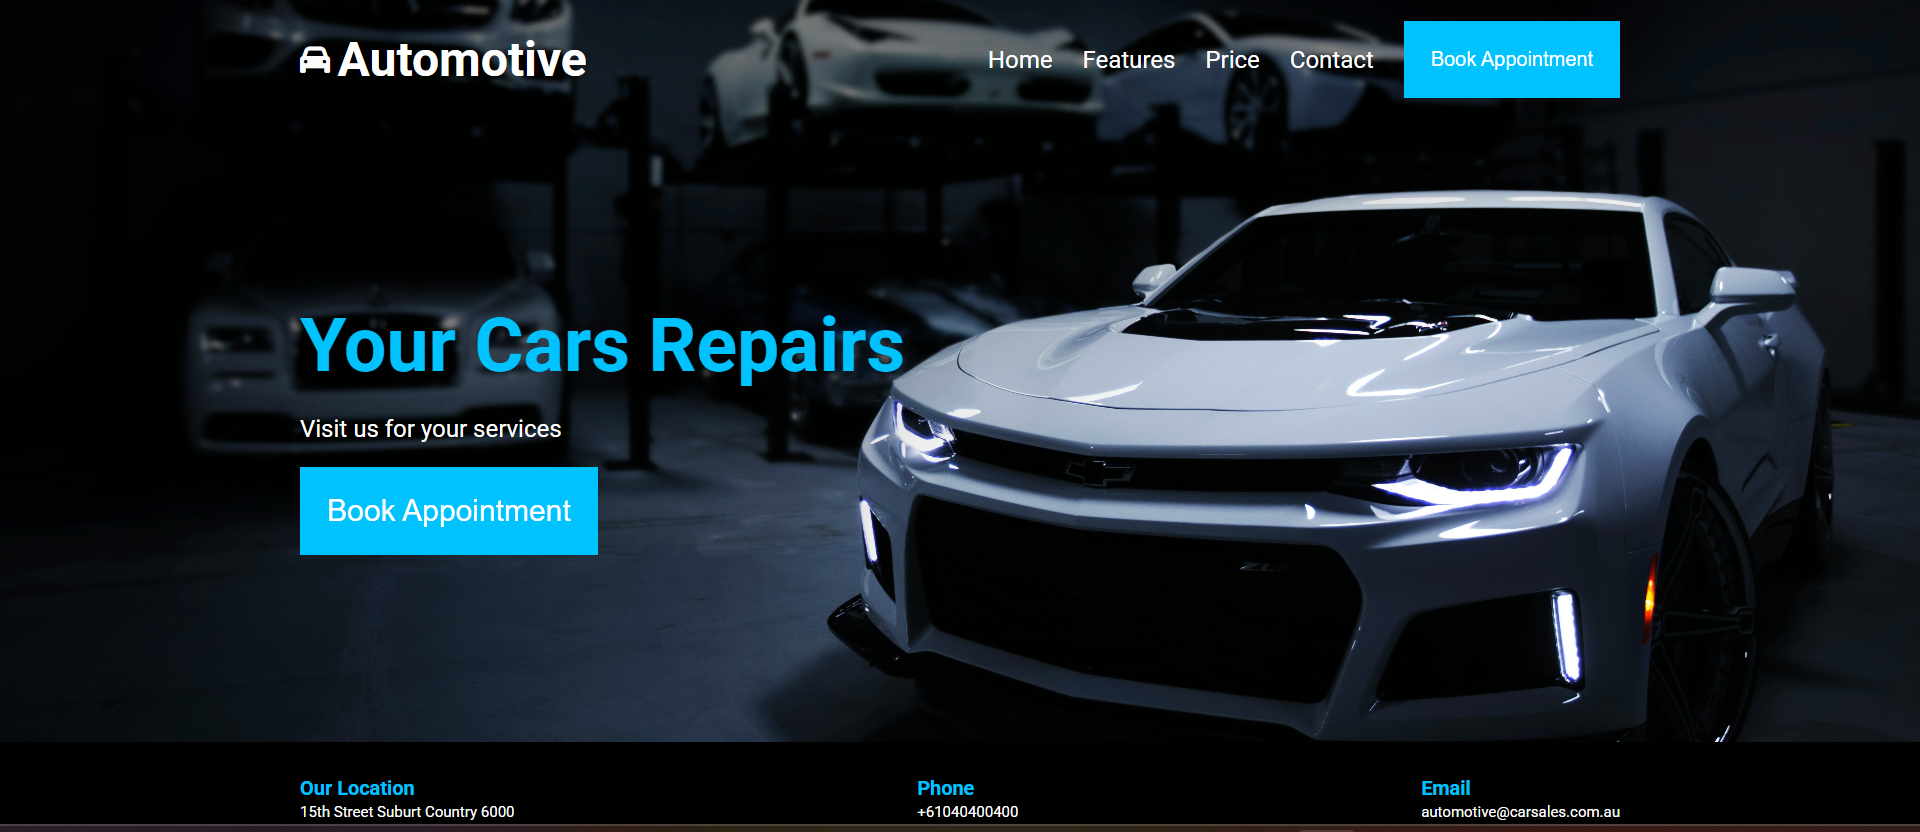 Automotive
Home
Features
Price
Contact
Book Appointment
Your Cars Repairs
Visit us for your services
Book Appointment
Our Location
15th Street Suburt Country 6000
Phone
+61040400400
Email
automotive@carsales.com.au